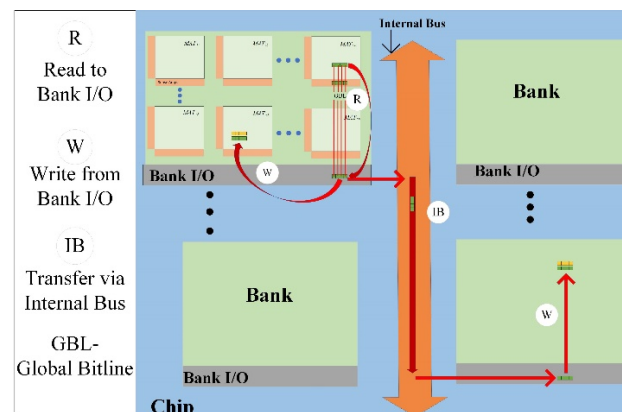 R
Read to
Bank I/O
W
Write from
Bank I/O
IB
Transfer via
Internal Bus
GBL-
Global Bitline
Internal Bus
GBL
R
W
Bank I/O
IB
Bank
Bank I/O
Bank
Bank I/O
W
Chip